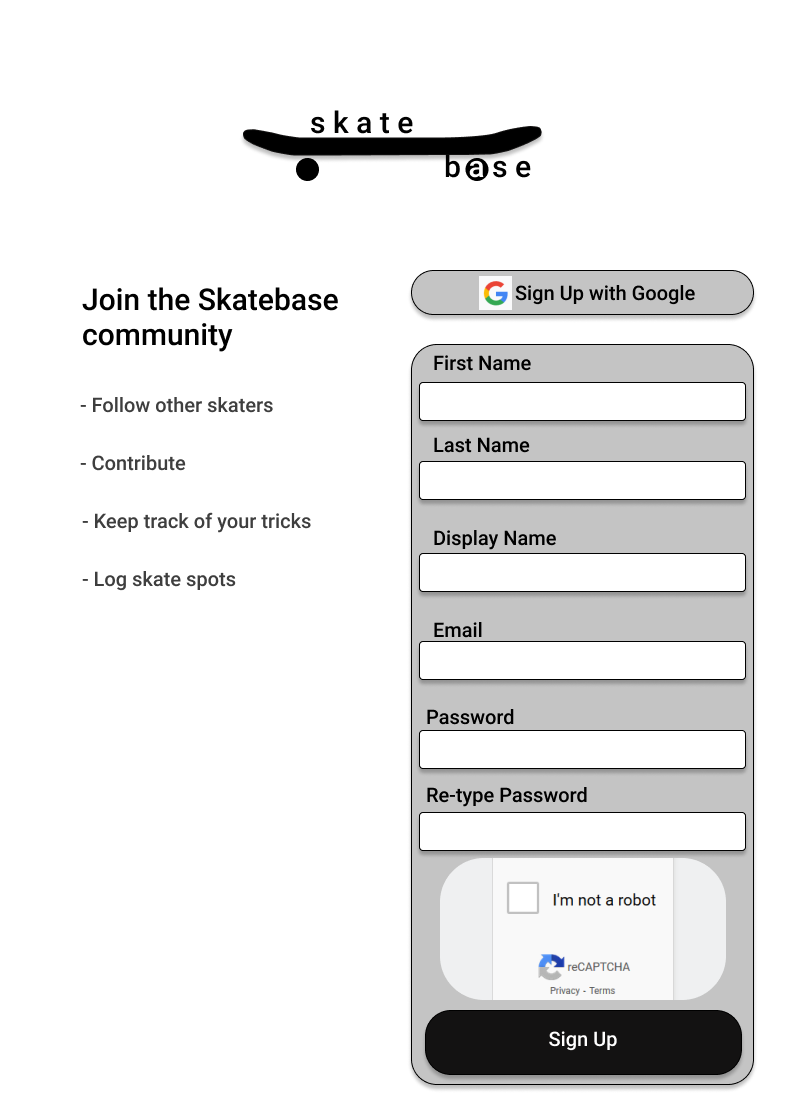 skate
base
Join the Skatebase
community
- Follow other skaters
- Contribute
- Keep track of your tricks
- Log skate spots
Sign Up with Google
First Name
Last Name
Display Name
Email
Password
Re-type Password
I'm not a robot
reCAPTCHA
Privacy - Terms
Sign Up